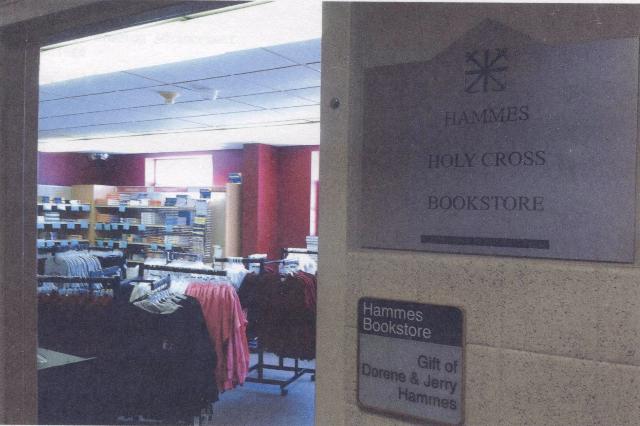 HAMMES
HOLY CROSS
BOOKSTORE
Hammes
Bookstore
Gift of
Dorene & Jerry
Hammes